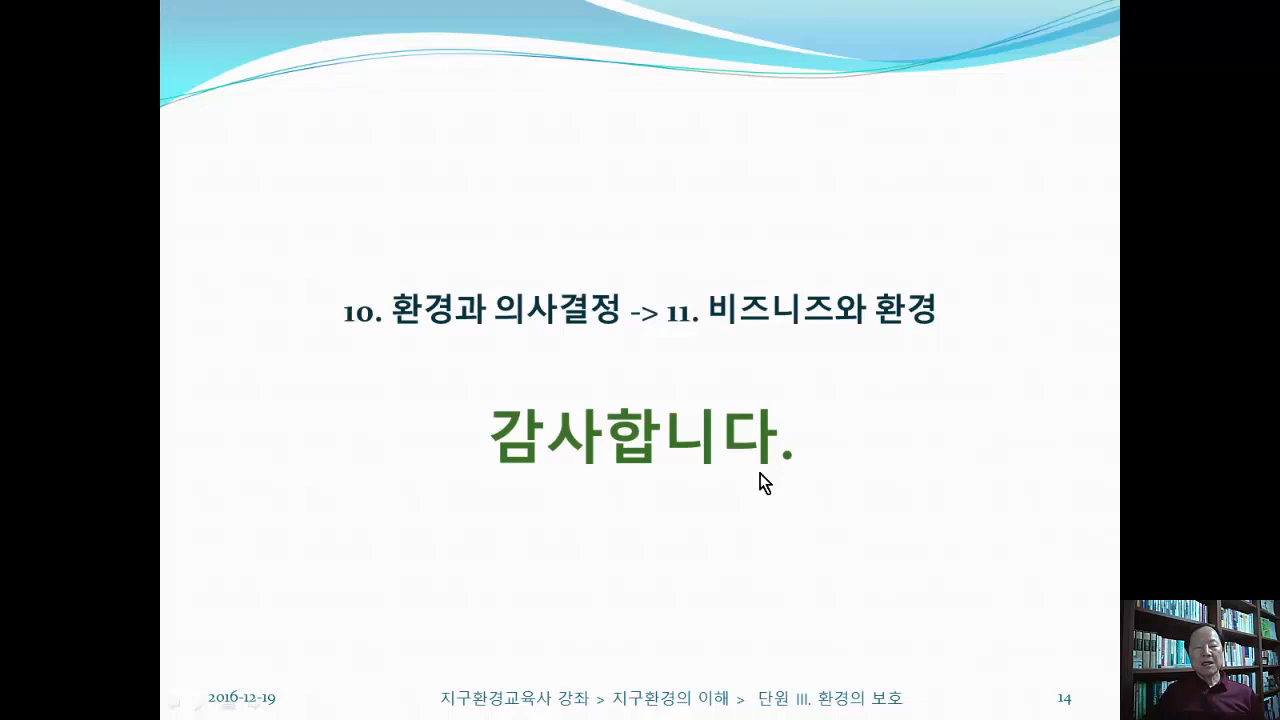 10. 환경과 의사결정 -> 11. 비즈니즈와 환경
감사합니다.
2016-12-19
지구환경교육사 강좌 > 지구환경의 이해 > 단원 III. 환경의 보호
14